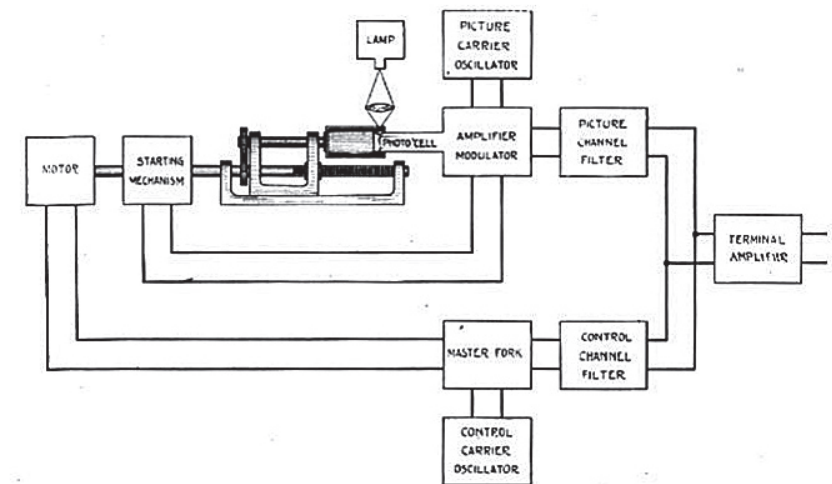 LAMP
PICTURE
CARRIER
OSCILLATOR
MOTOR
STARTING
MECHANISM
PHOTO CELL
AMPLIFIER
MODULATOR
PICTURE
CHANNEL
FILTER
TERMINAL
AMPLIFIER
MASTER FORK
CONTROL
CHANNEL
FILTER
CONTROL
CARRIER
OSCILLATOR